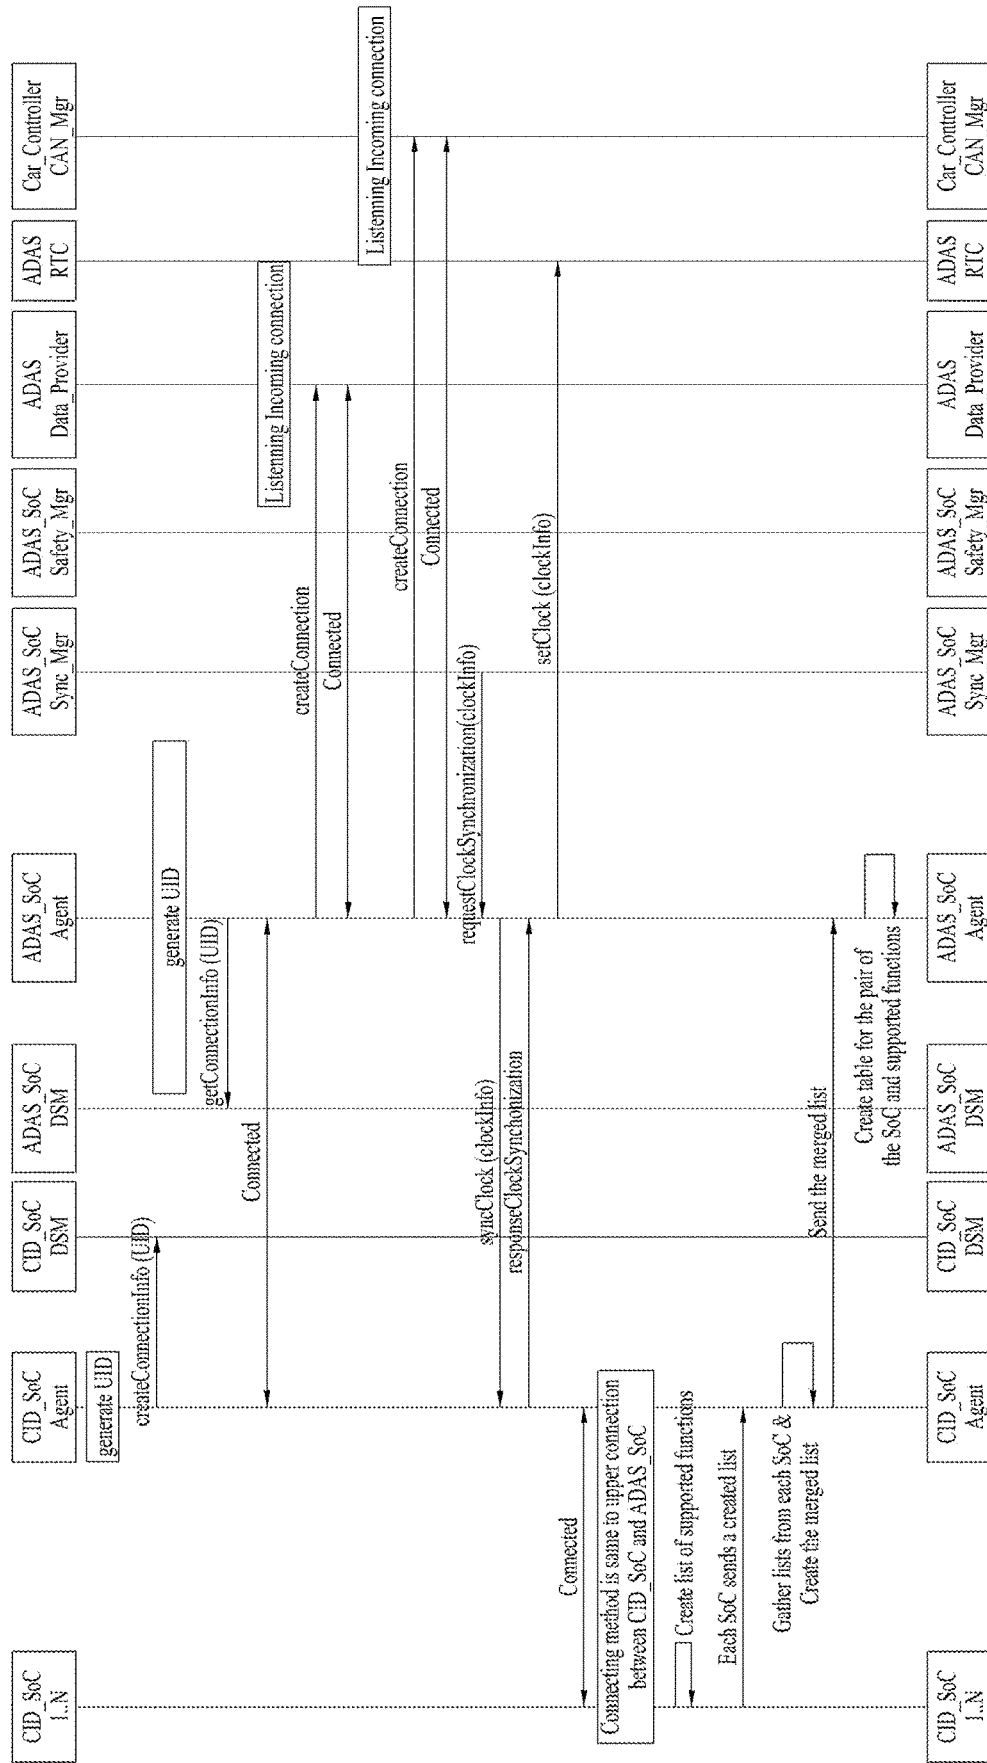 CID_SoC
1..N
CID_SoC
Agent
CID_SoC
DSM
ADAS_SoC
DSM
ADAS_SoC
Agent
ADAS_SoC
Sync_Mgr
ADAS_SoC
Safety_Mgr
ADAS
Data_Provider
ADAS
RTC
Car_Controller
CAN_Mgr
generate UID
generate UID
createConnectionInfo (UID)
getConnectionInfo (UID)
Connected
Listenning Incoming connection
createConnection
Connected
Listenning Incoming connection
createConnection
Connected
requestClockSynchronization(clockInfo)
syncClock (clockInfo)
responseClockSynchonization
setClock (clockInfo)
Connected
Connecting method is same to upper connection
between CID_SoC and ADAS_SoC
Create list of supported functions
Each SoC sends a created list
Gather lists from each SoC &
Create the merged list
Send the merged list
Create table for the pair of
the SoC and supported functions
CID_SoC
1..N
CID_SoC
Agent
CID_SoC
DSM
ADAS_SoC
DSM
ADAS_SoC
Agent
ADAS_SoC
Sync_Mgr
ADAS_SoC
Safety_Mgr
ADAS
Data_Provider
ADAS
RTC
Car_Controller
CAN_Mgr